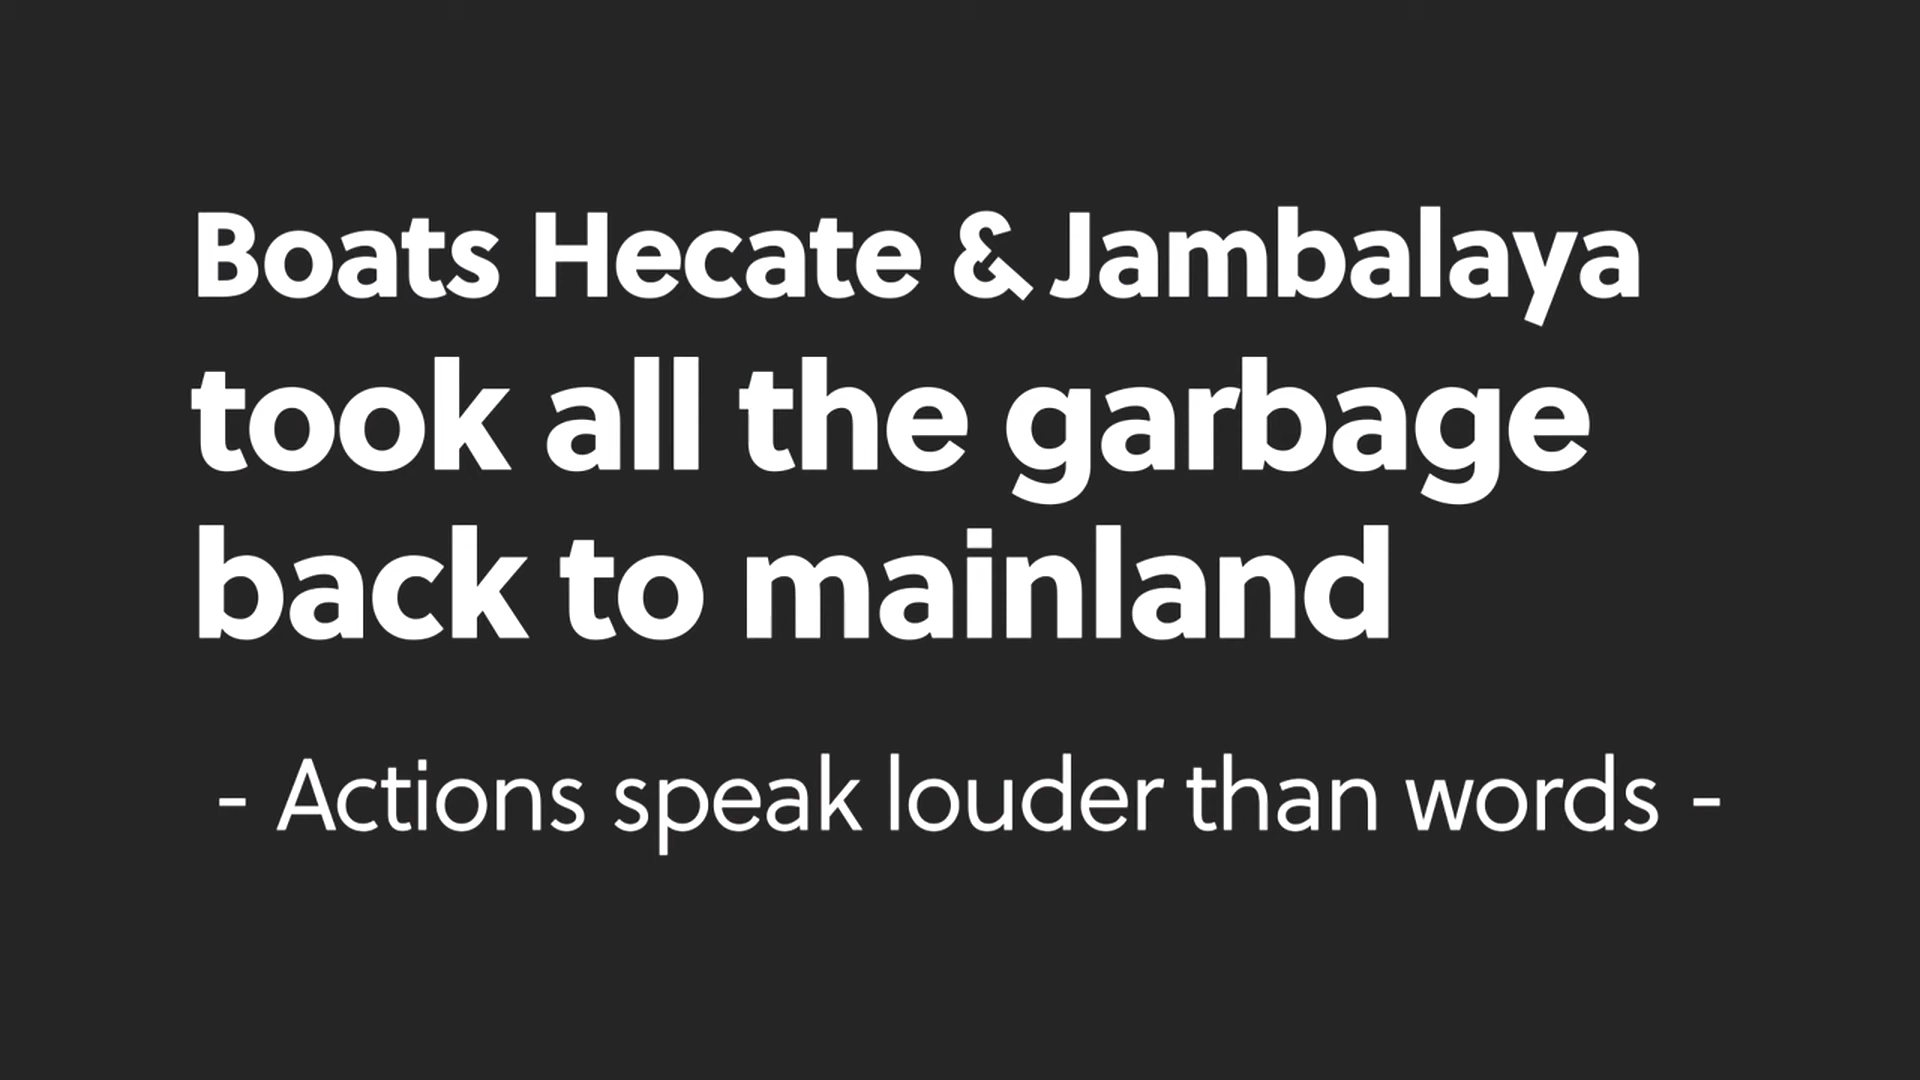 Boats Hecate & Jambalaya
took all the garbage
back to mainland
- Actions speak louder than words -